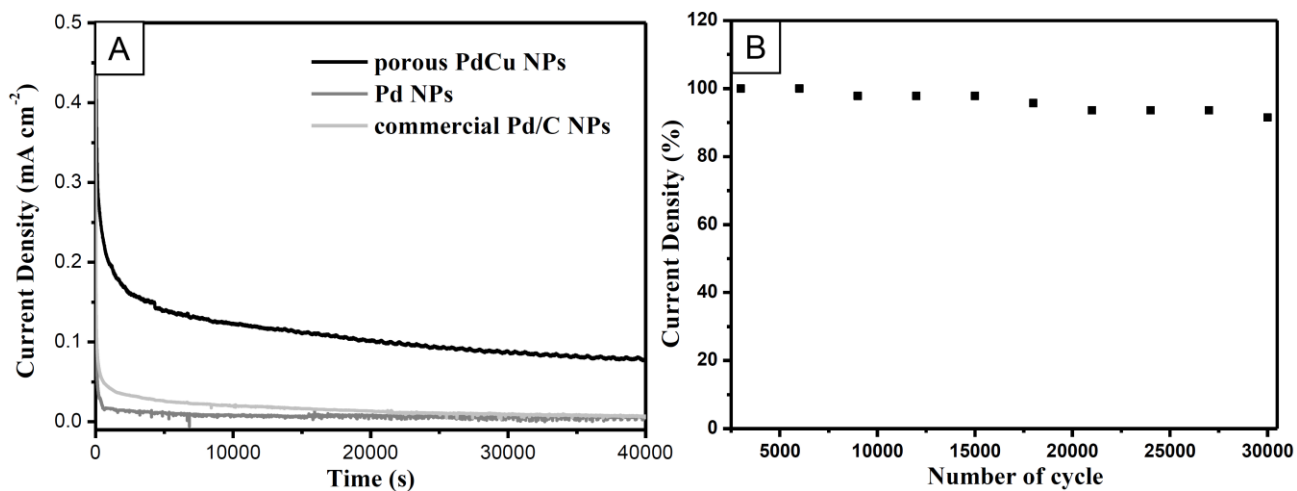 A
porous PdCu NPs
Pd NPs
commercial Pd/C NPs
Current Density (mA cm⁻²)
0.5
0.4
0.3
0.2
0.1
0.0
0 10000 20000 30000 40000
Time (s)
B
Current Density (%)
120
100
80
60
40
20
0
5000 10000 15000 20000 25000 30000
Number of cycle